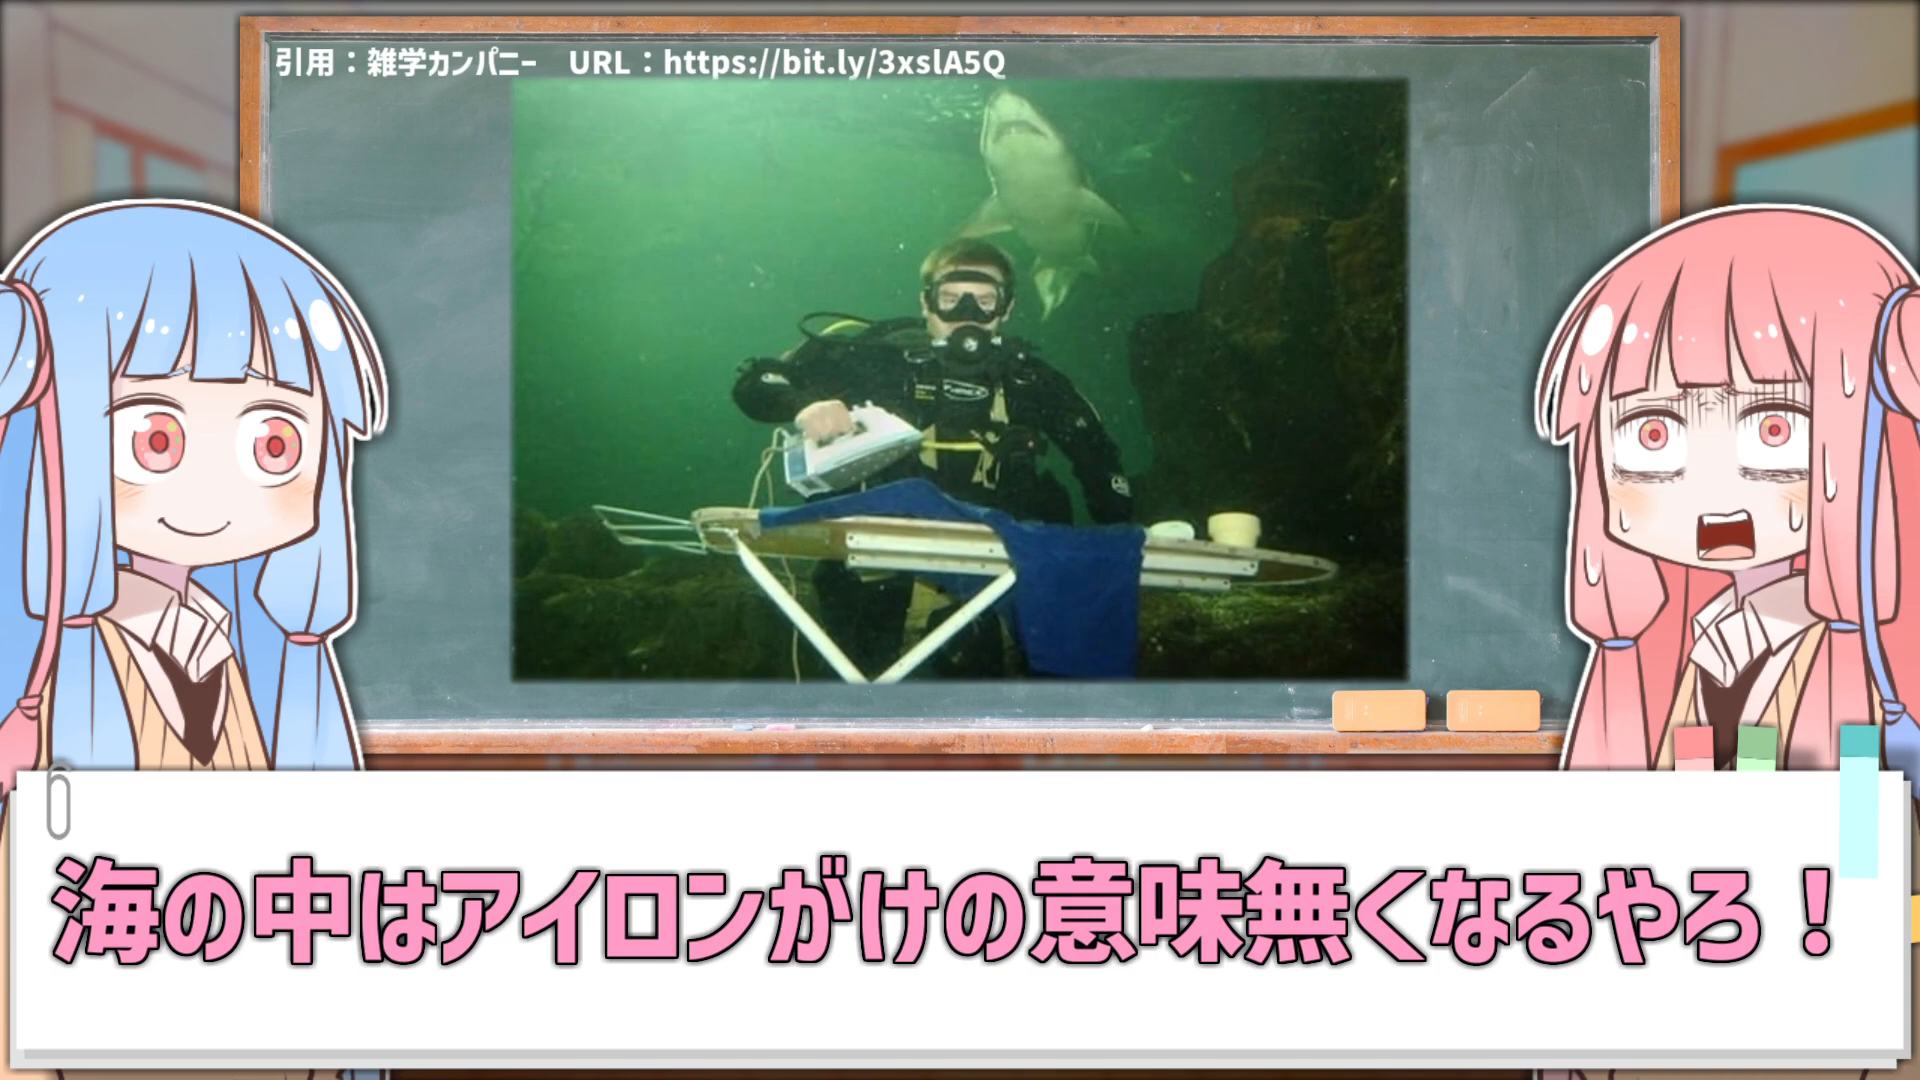 引用：雑学カンパニー　URL：https://bit.ly/3xslA5Q
海の中はアイロンがけの意味無くなるやろ！